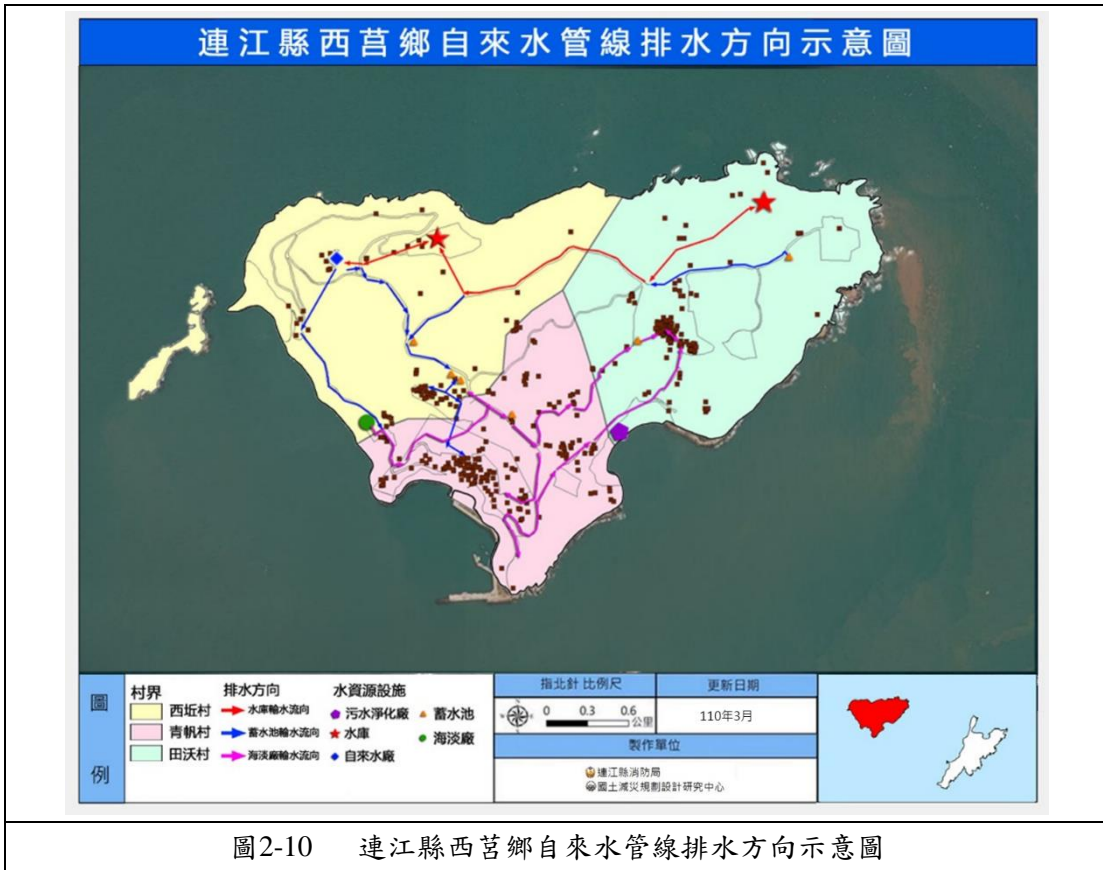 連江縣西莒鄉自來水管線排水方向示意圖
圖例
村界
西坵村
青帆村
田沃村
排水方向
水庫輸水流向
蓄水池輸水流向
海淡廠輸水流向
水資源設施
污水淨化廠
蓄水池
水庫
海淡廠
自來水廠
指北針 比例尺
0 0.3 0.6
公里
更新日期
110年3月
製作單位
連江縣消防局
國土減災規劃設計研究中心
圖2-10 連江縣西莒鄉自來水管線排水方向示意圖